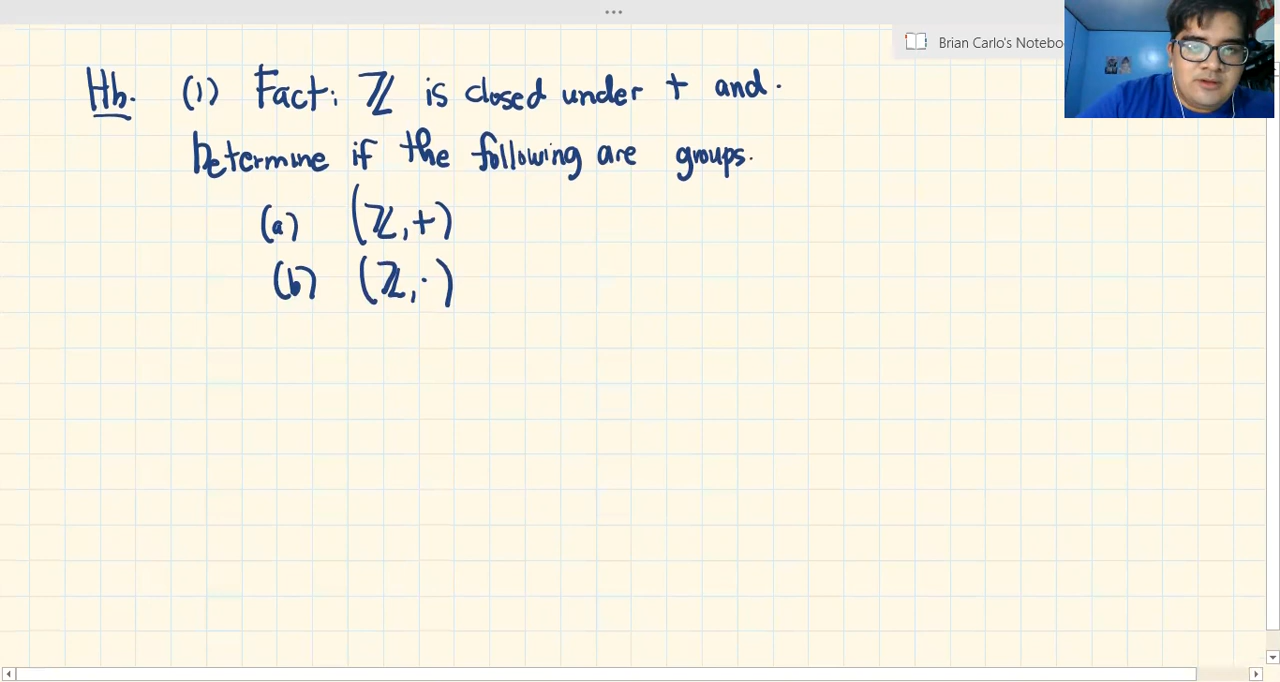 Brian Carlo's Notebo
Hb. (1) Fact: ℤ is closed under + and ·
Determine if the following are groups.
(a) (ℤ,+)
(b) (ℤ,·)